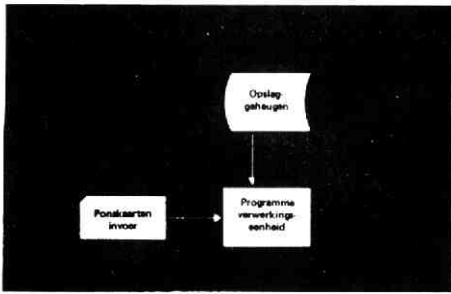 Opslag-
geheugen
Ponskaarten
invoer
Programma
verwerkings-
eenheid